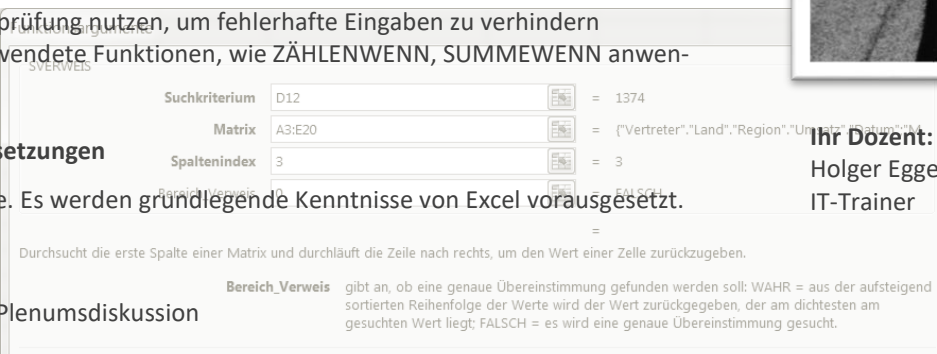 prüfung nutzen, um fehlerhafte Eingaben zu verhindern
Funktionsargumente
wendete Funktionen, wie ZÄHLENWENN, SUMMEWENN anwen-
SVERWEIS
Suchkriterium D12 = 1374
Matrix A3:E20 = {"Vertreter"."Land"."Region"."Umsatz"."Datum";"M
setzungen
Spaltenindex 3 = 3
Bereich_Verweis 0 = FALSCH
e. Es werden grundlegende Kenntnisse von Excel vorausgesetzt.
=
Durchsucht die erste Spalte einer Matrix und durchläuft die Zeile nach rechts, um den Wert einer Zelle zurückzugeben.
Bereich_Verweis gibt an, ob eine genaue Übereinstimmung gefunden werden soll: WAHR = aus der aufsteigend
sortierten Reihenfolge der Werte wird der Wert zurückgegeben, der am dichtesten am
gesuchten Wert liegt; FALSCH = es wird eine genaue Übereinstimmung gesucht.
Plenumsdiskussion
Ihr Dozent:
Holger Egge
IT-Trainer